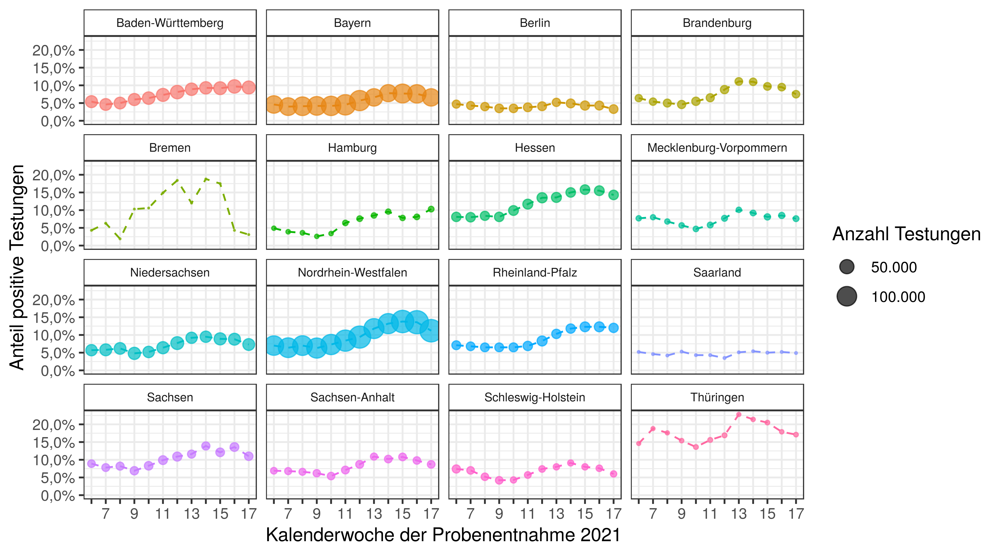 Baden-Württemberg
Bayern
Berlin
Brandenburg
20,0%
15,0%
10,0%
5,0%
0,0%
Bremen
Hamburg
Hessen
Mecklenburg-Vorpommern
20,0%
15,0%
10,0%
5,0%
0,0%
Niedersachsen
Nordrhein-Westfalen
Rheinland-Pfalz
Saarland
20,0%
15,0%
10,0%
5,0%
0,0%
Sachsen
Sachsen-Anhalt
Schleswig-Holstein
Thüringen
20,0%
15,0%
10,0%
5,0%
0,0%
7 9 11 13 15 17
7 9 11 13 15 17
7 9 11 13 15 17
7 9 11 13 15 17
Kalenderwoche der Probenentnahme 2021
Anteil positive Testungen
Anzahl Testungen
50.000
100.000